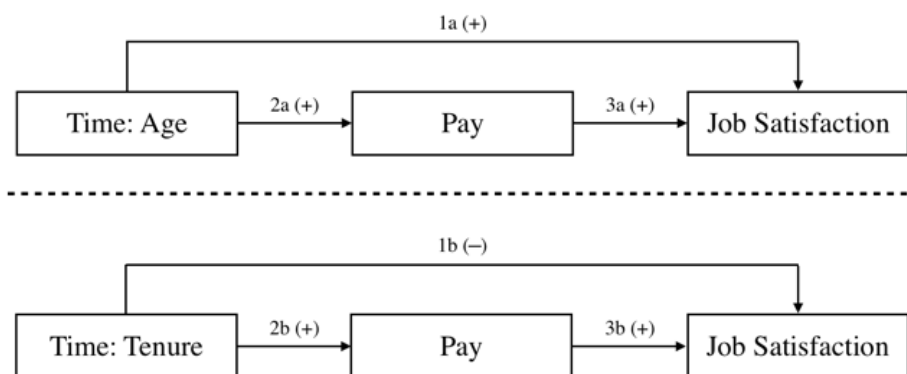 1a (+)
2a (+)
3a (+)
Time: Age
Pay
Job Satisfaction
1b (–)
2b (+)
3b (+)
Time: Tenure
Pay
Job Satisfaction